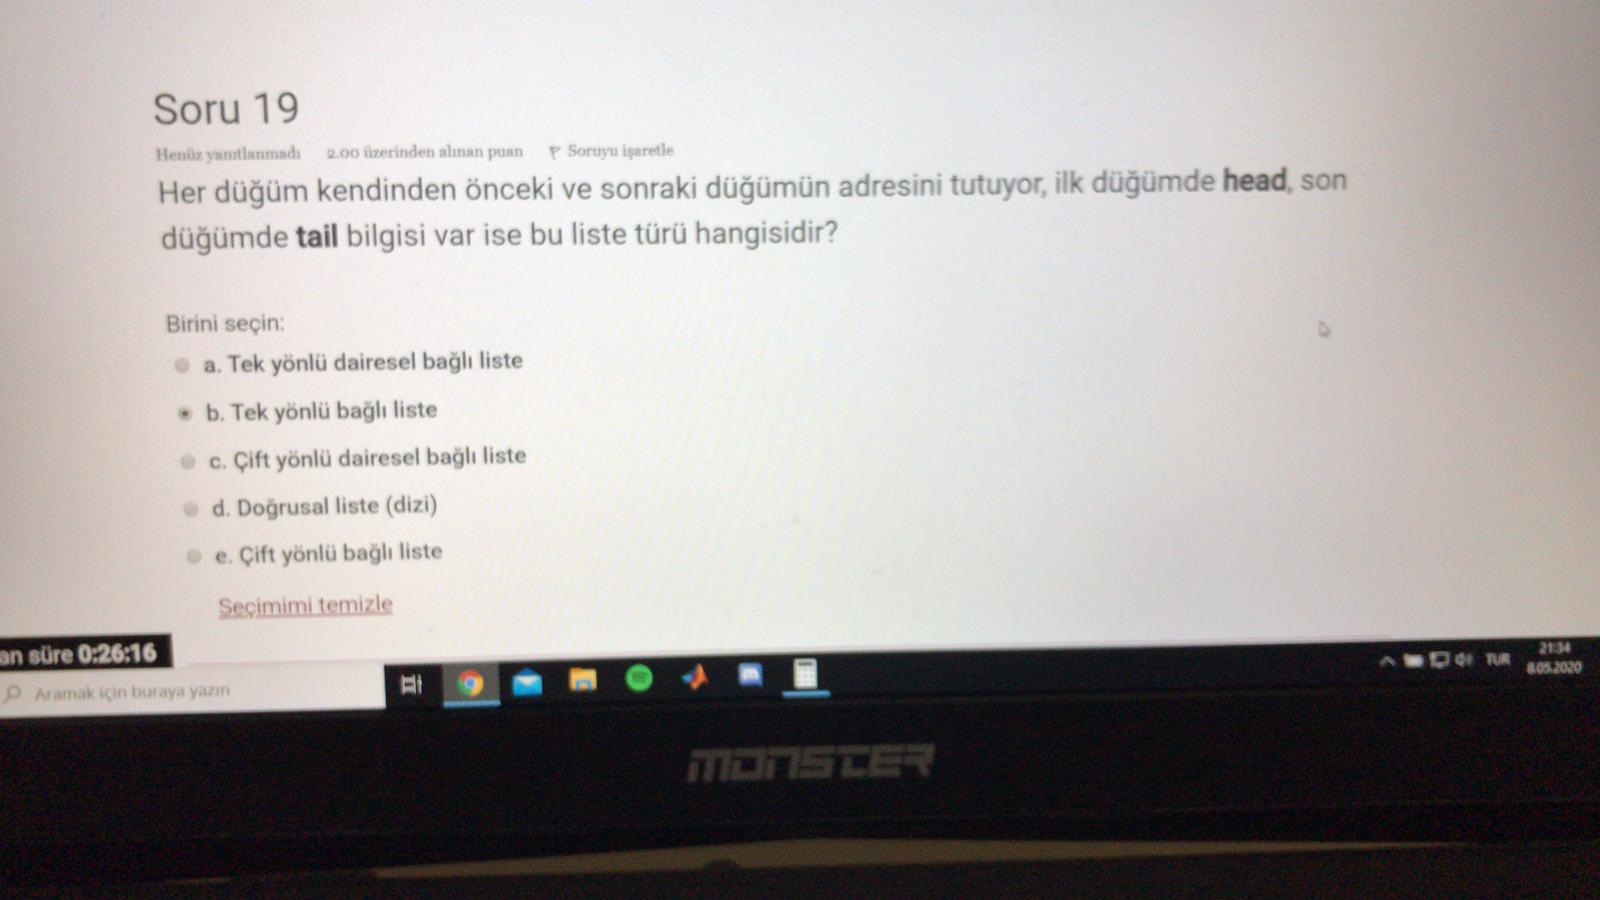 Soru 19
Henüz yanıtlanmadı 2.00 üzerinden alınan puan Soruyu işaretle
Her düğüm kendinden önceki ve sonraki düğümün adresini tutuyor, ilk düğümde head, son
düğümde tail bilgisi var ise bu liste türü hangisidir?
Birini seçin:
a. Tek yönlü dairesel bağlı liste
b. Tek yönlü bağlı liste
c. Çift yönlü dairesel bağlı liste
d. Doğrusal liste (dizi)
e. Çift yönlü bağlı liste
Seçimimi temizle
an süre 0:26:16
Aramak için buraya yazın
TUR
21:34
8.05.2020
MONSTER